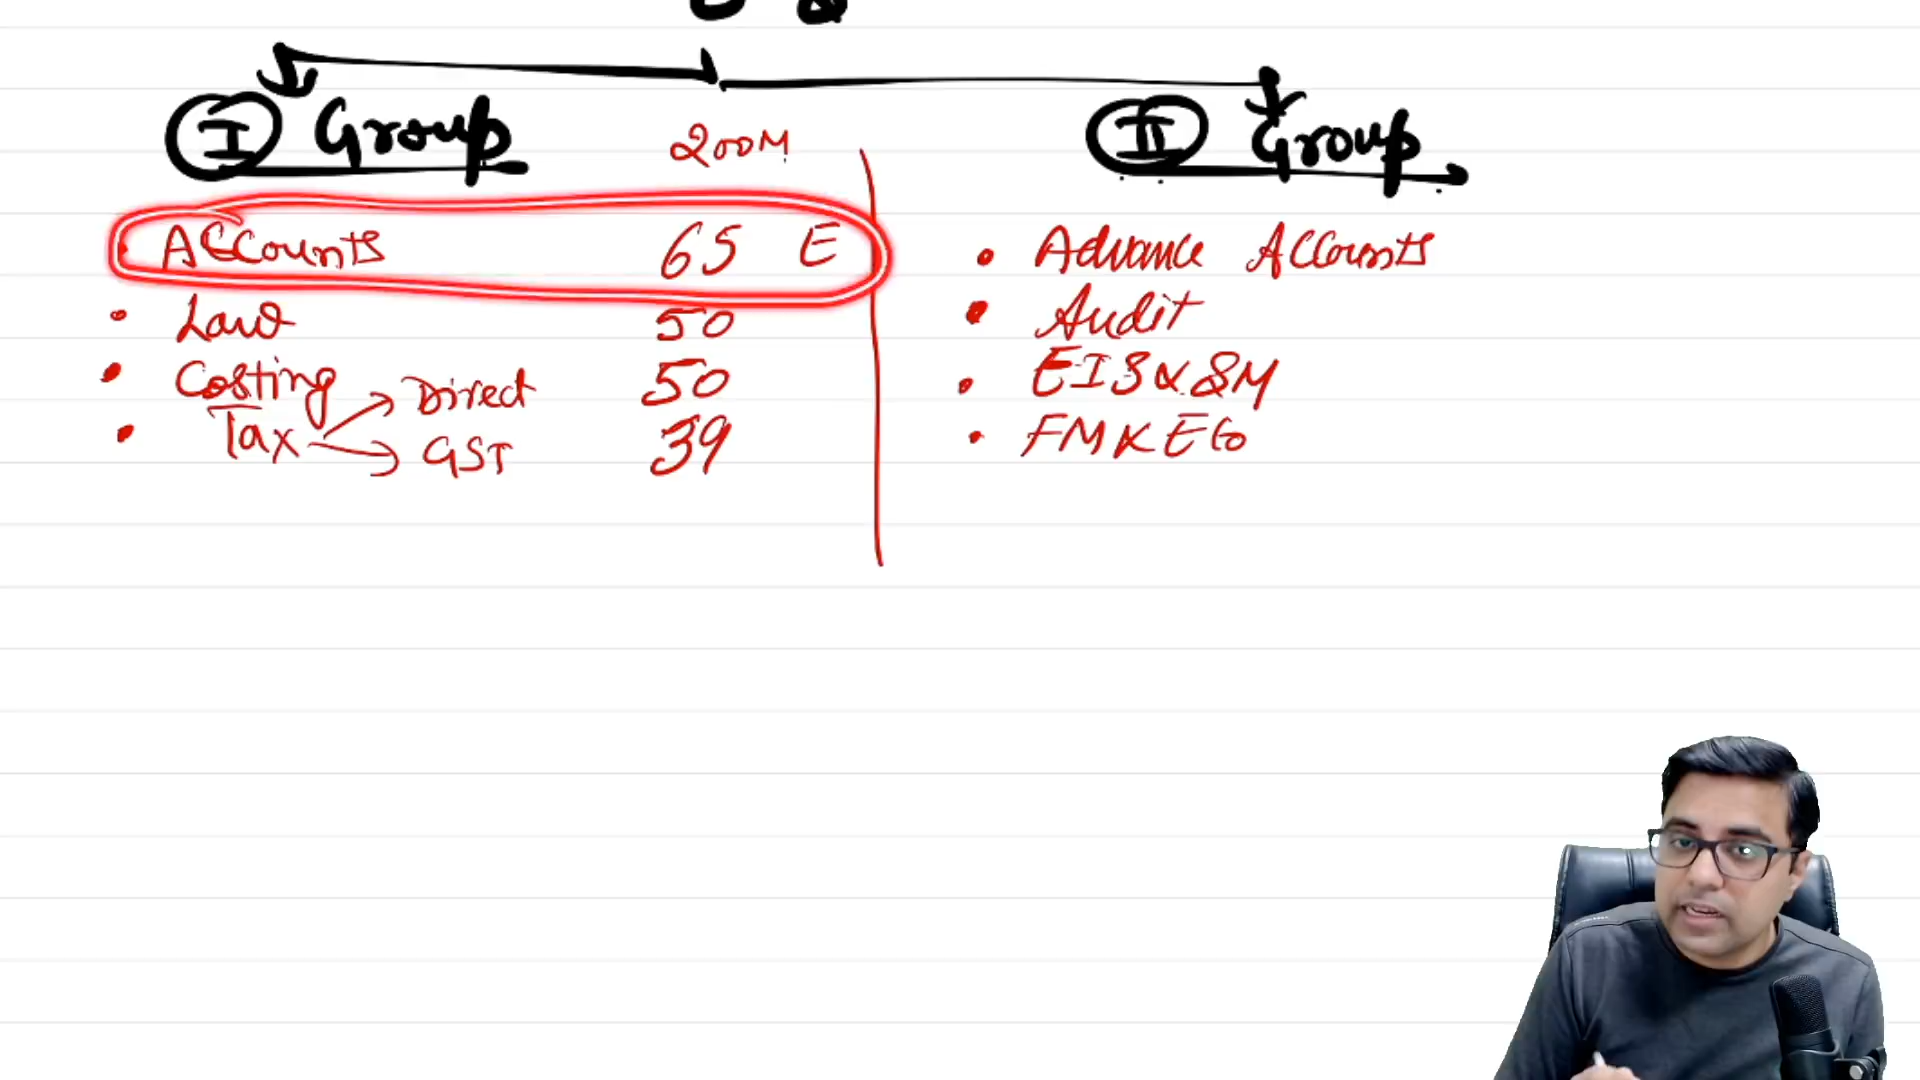 I Group
200M
II Group
Accounts 65 E
Law 50
Costing 50
Tax Direct 39
GST
Advance Accounts
Audit
EIS & SM
FM & ECO